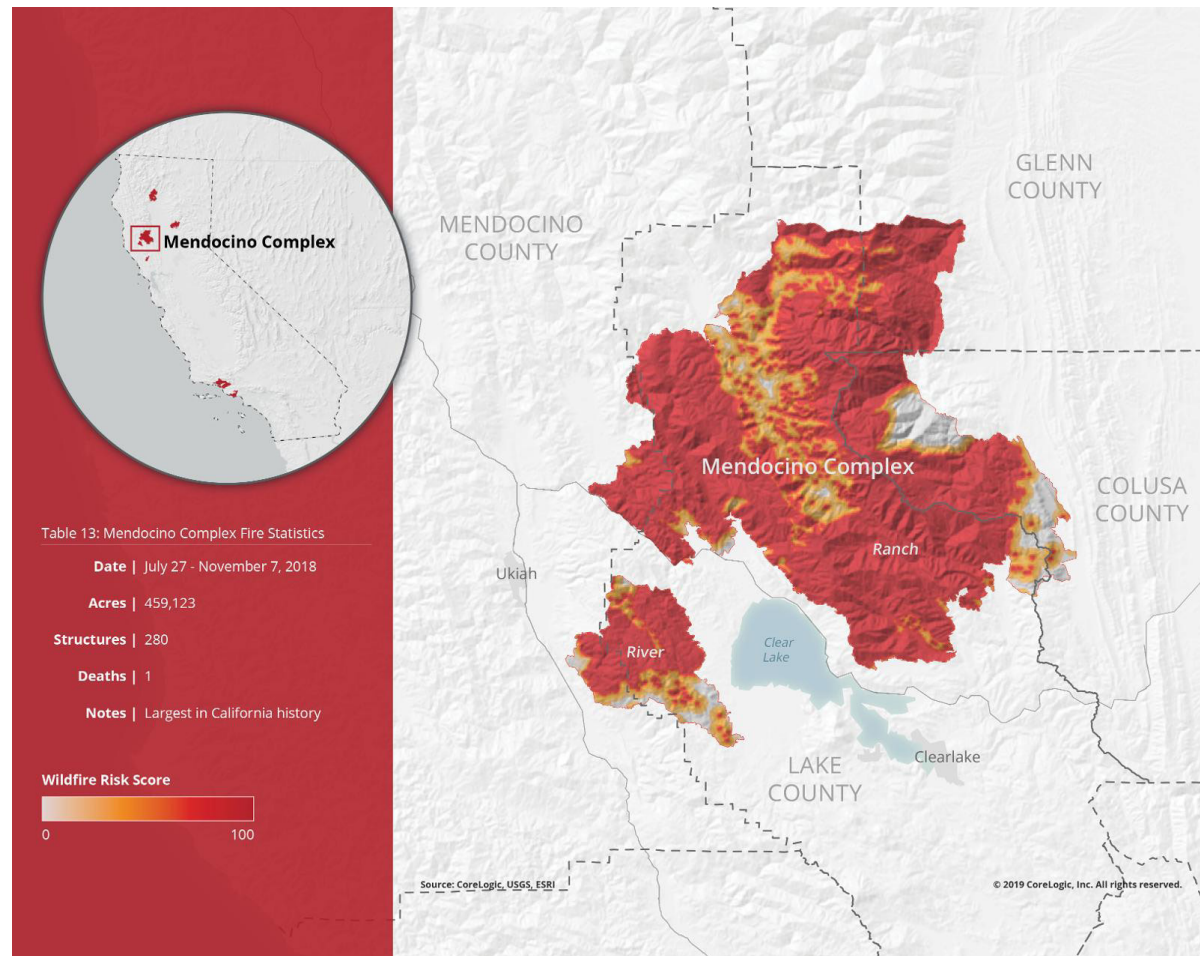 Mendocino Complex
Table 13: Mendocino Complex Fire Statistics
Date | July 27 - November 7, 2018
Acres | 459,123
Structures | 280
Deaths | 1
Notes | Largest in California history
Wildfire Risk Score
0 100
GLENN
COUNTY
MENDOCINO
COUNTY
Mendocino Complex
COLUSA
COUNTY
Ranch
Ukiah
River
Clear
Lake
Clearlake
LAKE
COUNTY
Source: CoreLogic, USGS, ESRI
© 2019 CoreLogic, Inc. All rights reserved.